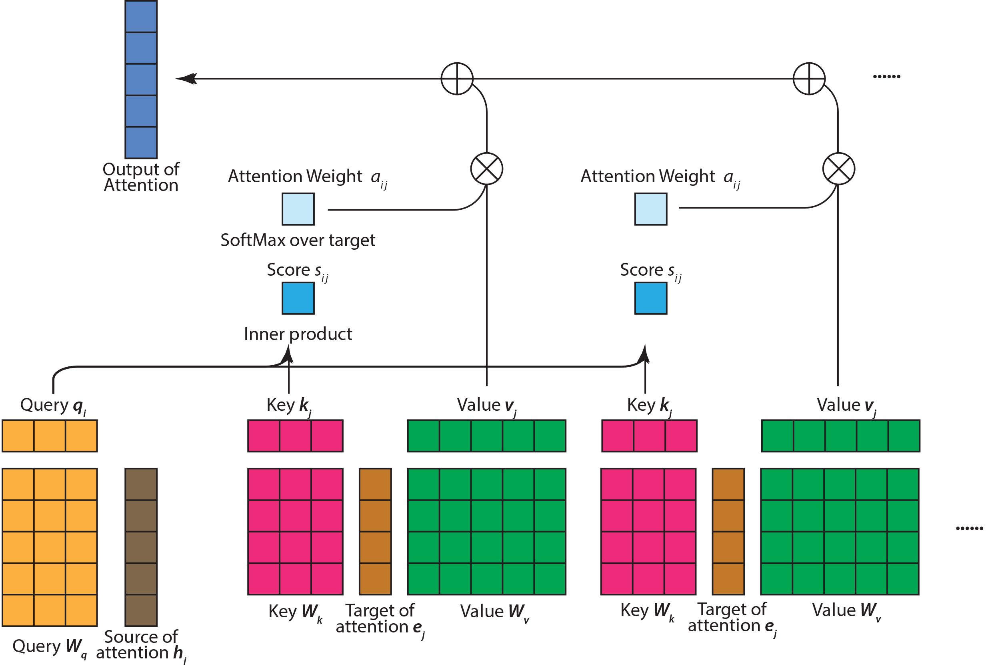 Output of
Attention
Attention Weight a_ij
Attention Weight a_ij
SoftMax over target
Score s_ij
Score s_ij
Inner product
Query q_i
Key k_j
Value v_j
Key k_j
Value v_j
......
......
Query W_q
Source of
attention h_i
Key W_k
Target of
attention e_j
Value W_v
Key W_k
Target of
attention e_j
Value W_v